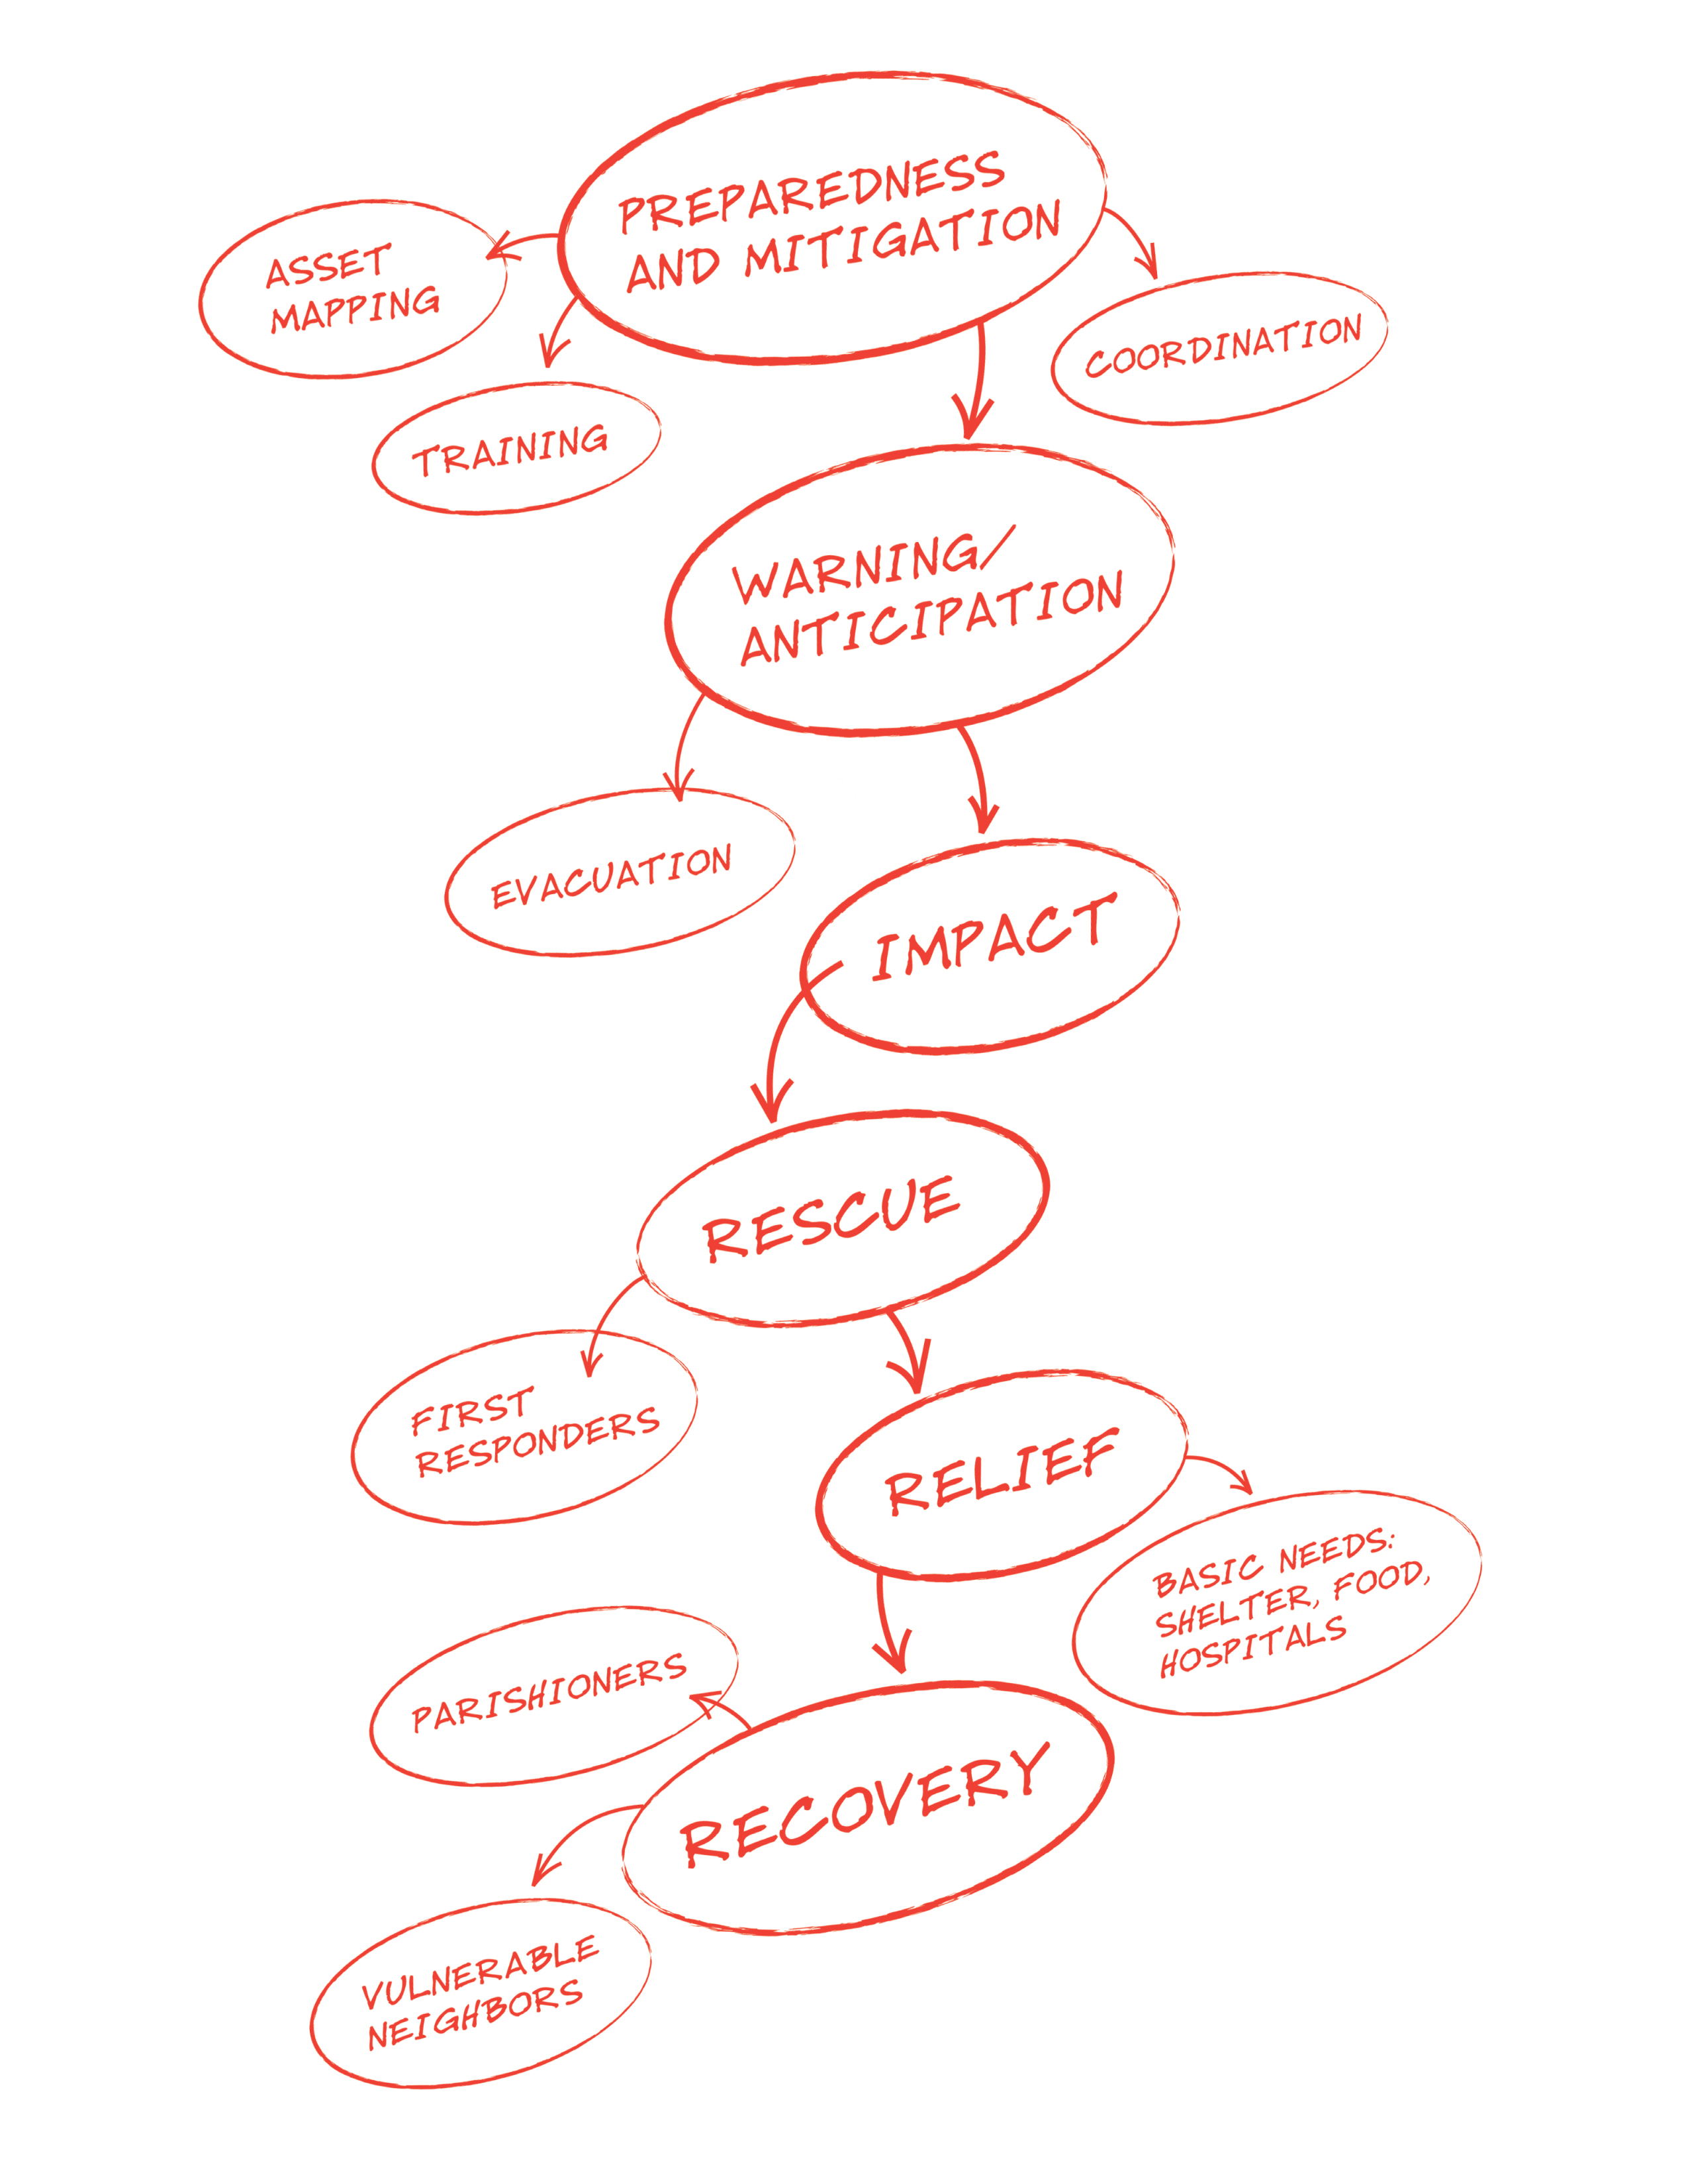 PREPAREDNESS
AND MITIGATION
ASSET
MAPPING
COORDINATION
TRAINING
WARNING/
ANTICIPATION
EVACUATION
IMPACT
RESCUE
FIRST
RESPONDERS
RELIEF
BASIC NEEDS:
SHELTER, FOOD,
HOSPITALS
PARISHIONERS
RECOVERY
VULNERABLE
NEIGHBORS